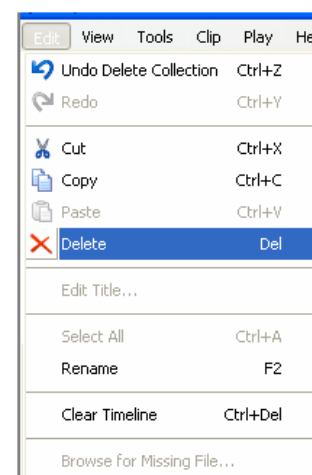 Edit View Tools Clip Play He
Undo Delete Collection Ctrl+Z
Redo Ctrl+Y
Cut Ctrl+X
Copy Ctrl+C
Paste Ctrl+V
Delete Del
Edit Title...
Select All Ctrl+A
Rename F2
Clear Timeline Ctrl+Del
Browse for Missing File...